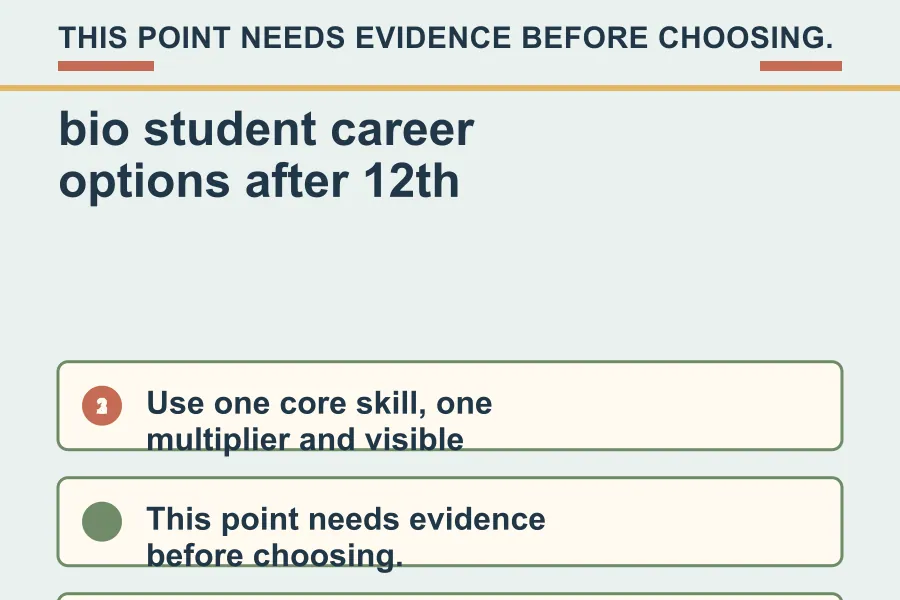 THIS POINT NEEDS EVIDENCE BEFORE CHOOSING.
bio student career
options after 12th
Use one core skill, one
multiplier and visible
This point needs evidence
before choosing.